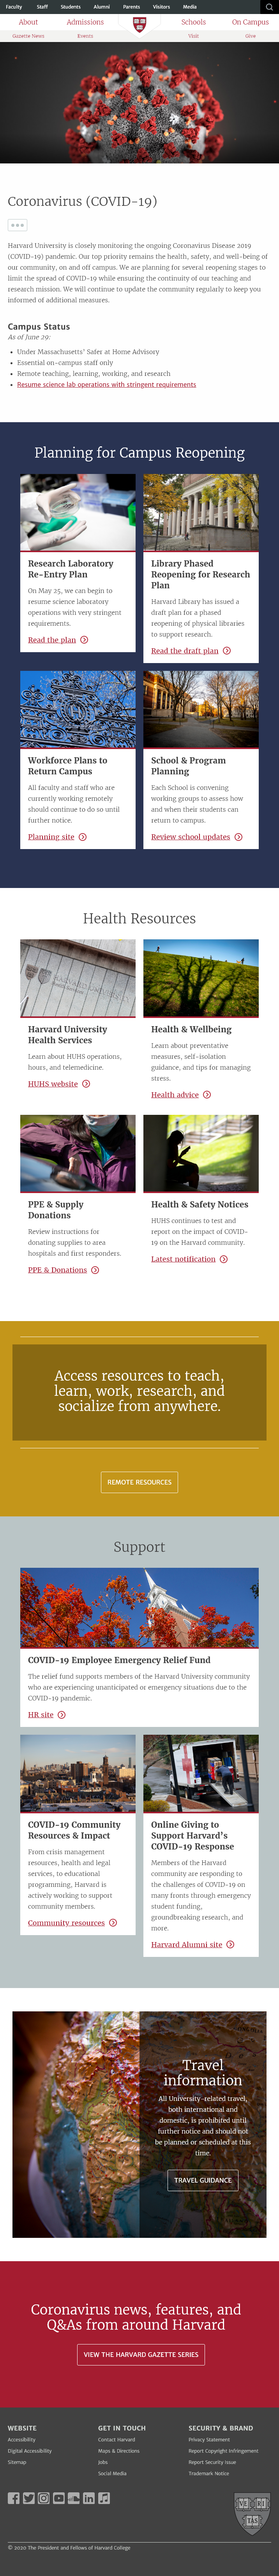 Faculty Staff Students Alumni Parents Visitors Media
About Admissions Schools On Campus
Gazette News Events Visit Give
Coronavirus (COVID-19)
Harvard University is closely monitoring the ongoing Coronavirus Disease 2019
(COVID-19) pandemic. Our top priority remains the health, safety, and well-being of
our community, on and off campus. We are planning for several reopening stages to
limit the spread of COVID-19 while ensuring the continuity of our teaching and
research missions. We will continue to update the community regularly to keep you
informed of additional measures.
Campus Status
As of June 29:
• Under Massachusetts' Safer at Home Advisory
• Essential on-campus staff only
• Remote teaching, learning, working, and research
• Resume science lab operations with stringent requirements
Planning for Campus Reopening
Research Laboratory
Re-Entry Plan
On May 25, we can begin to
resume science laboratory
operations with very stringent
requirements.
Read the plan
Library Phased
Reopening for Research
Plan
Harvard Library has issued a
draft plan for a phased
reopening of physical libraries
to support research.
Read the draft plan
Workforce Plans to
Return Campus
All faculty and staff who are
currently working remotely
should continue to do so until
further notice.
Planning site
School & Program
Planning
Each School is convening
working groups to assess how
and when their students can
return to campus.
Review school updates
Health Resources
Harvard University
Health Services
Learn about HUHS operations,
hours, and telemedicine.
HUHS website
Health & Wellbeing
Learn about preventative
measures, self-isolation
guidance, and tips for managing
stress.
Health advice
PPE & Supply
Donations
Review instructions for
donating supplies to area
hospitals and first responders.
PPE & Donations
Health & Safety Notices
HUHS continues to test and
report on the impact of COVID-
19 on the Harvard community.
Latest notification
Access resources to teach,
learn, work, research, and
socialize from anywhere.
REMOTE RESOURCES
Support
COVID-19 Employee Emergency Relief Fund
The relief fund supports members of the Harvard University community
who are experiencing unanticipated or emergency situations due to the
COVID-19 pandemic.
HR site
COVID-19 Community
Resources & Impact
From crisis management
resources, health and legal
services, to educational
programming, Harvard is
actively working to support
community members.
Community resources
Online Giving to
Support Harvard's
COVID-19 Response
Members of the Harvard
community are responding to
the challenges of COVID-19 on
many fronts through emergency
student funding,
groundbreaking research, and
more.
Harvard Alumni site
Travel
information
All University-related travel,
both international and
domestic, is prohibited until
further notice and should not
be planned or scheduled at this
time.
TRAVEL GUIDANCE
Coronavirus news, features, and
Q&As from around Harvard
VIEW THE HARVARD GAZETTE SERIES
WEBSITE
Accessibility
Digital Accessibility
Sitemap
GET IN TOUCH
Contact Harvard
Maps & Directions
Jobs
Social Media
SECURITY & BRAND
Privacy Statement
Report Copyright Infringement
Report Security Issue
Trademark Notice
VE RI TAS
© 2020 The President and Fellows of Harvard College